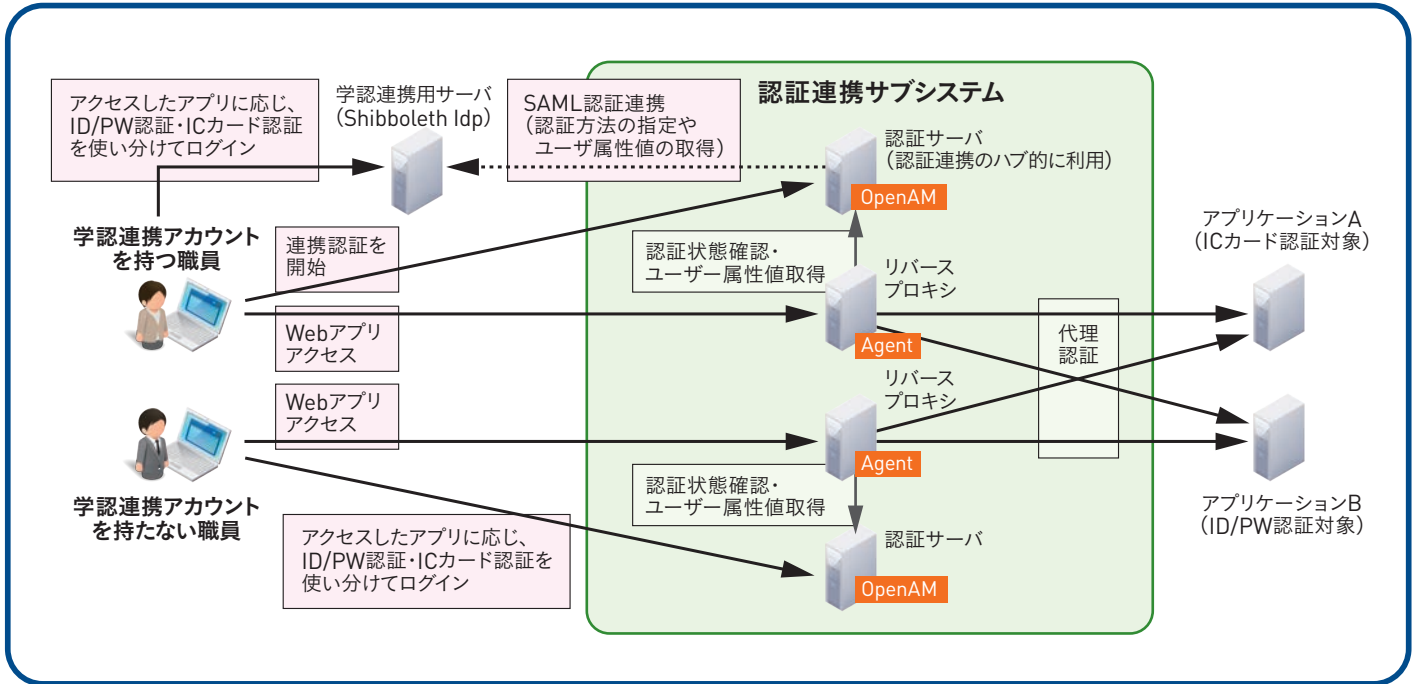 認証連携サブシステム
アクセスしたアプリに応じ、
ID/PW認証・ICカード認証
を使い分けてログイン
学認連携用サーバ
(Shibboleth Idp)
SAML認証連携
(認証方法の指定や
ユーザ属性値の取得)
認証サーバ
(認証連携のハブ的に利用)
OpenAM
学認連携アカウント
を持つ職員
連携認証を
開始
認証状態確認・
ユーザー属性値取得
リバース
プロキシ
Agent
アプリケーションA
(ICカード認証対象)
Webアプリ
アクセス
代理
認証
Webアプリ
アクセス
リバース
プロキシ
Agent
学認連携アカウント
を持たない職員
認証状態確認・
ユーザー属性値取得
アプリケーションB
(ID/PW認証対象)
アクセスしたアプリに応じ、
ID/PW認証・ICカード認証を
使い分けてログイン
認証サーバ
OpenAM